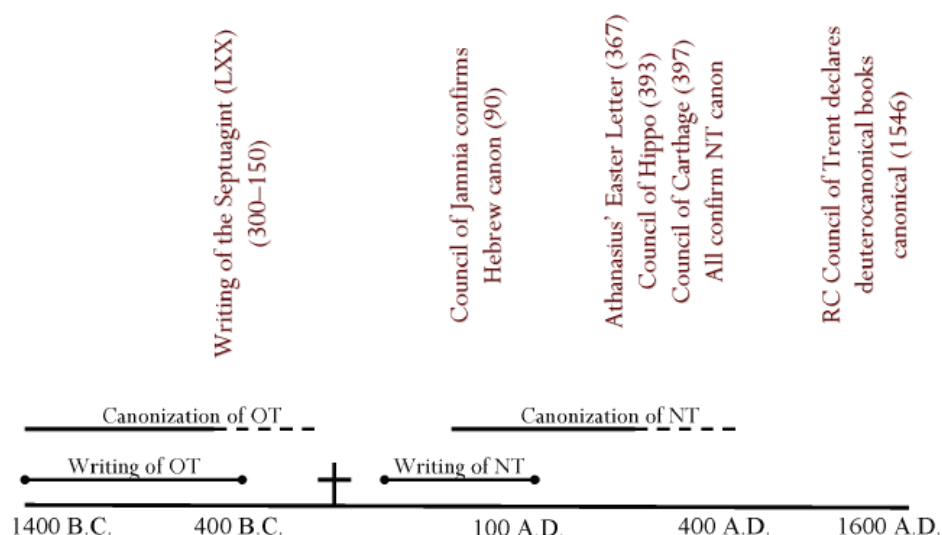 Writing of the Septuagint (LXX)
(300–150)
Council of Jamnia confirms
Hebrew canon (90)
Athanasius' Easter Letter (367)
Council of Hippo (393)
Council of Carthage (397)
All confirm NT canon
RC Council of Trent declares
deuterocanonical books
canonical (1546)
Canonization of OT
Canonization of NT
Writing of OT
Writing of NT
1400 B.C.
400 B.C.
100 A.D.
400 A.D.
1600 A.D.